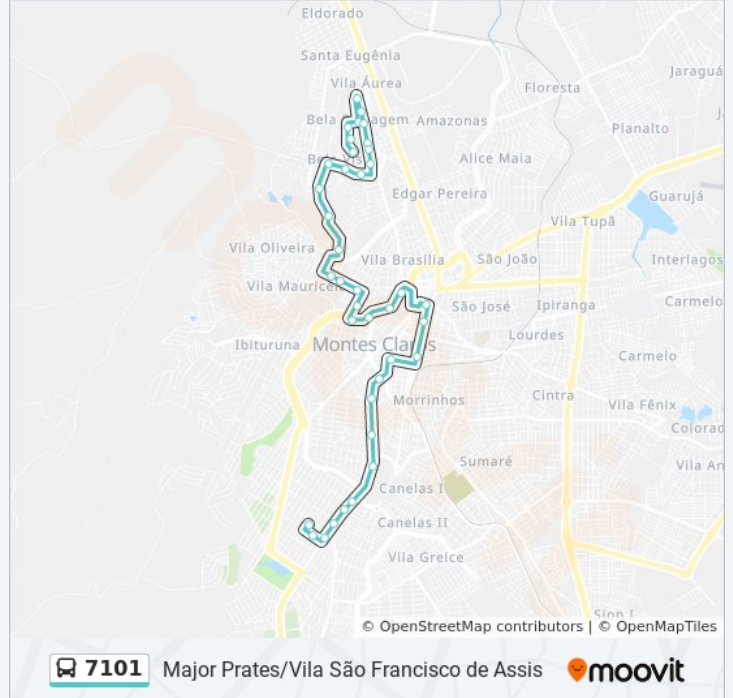 Eldorado
Santa Eugênia
Vila Áurea
Jaraguá
Floresta
Bela agem
Amazonas
Planalto
Be
Alice Maia
Edgar Pereira
Guarujá
Vila Tupã
Vila Oliveira
Vila Brasília
São João
Interlagos
Vila Maurice
São José
Ipiranga
Carmelo
Lourdes
Ibituruna
Montes Cla s
Carmelo
Cintra
Morrinhos
Vila Fênix
Colorad
Sumaré
Vila An
Canelas I
Canelas II
Vila Greice
Sion I
© OpenStreetMap contributors | © OpenMapTiles
7101 Major Prates/Vila São Francisco de Assis moovit